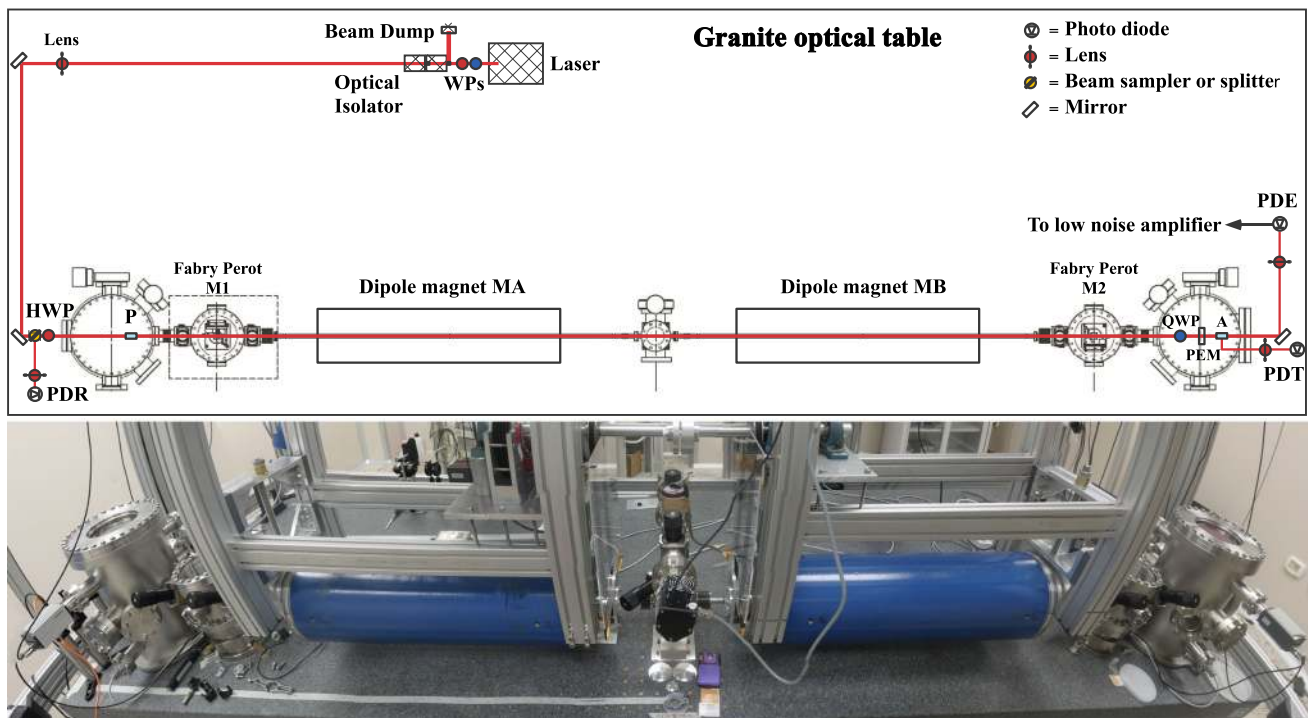 Granite optical table
= Photo diode
= Lens
= Beam sampler or splitter
= Mirror
Lens
Beam Dump
Optical
Isolator
WPs
Laser
PDE
To low noise amplifier
HWP
P
Fabry Perot
M1
Dipole magnet MA
Dipole magnet MB
Fabry Perot
M2
QWP
A
PEM
PDT
PDR